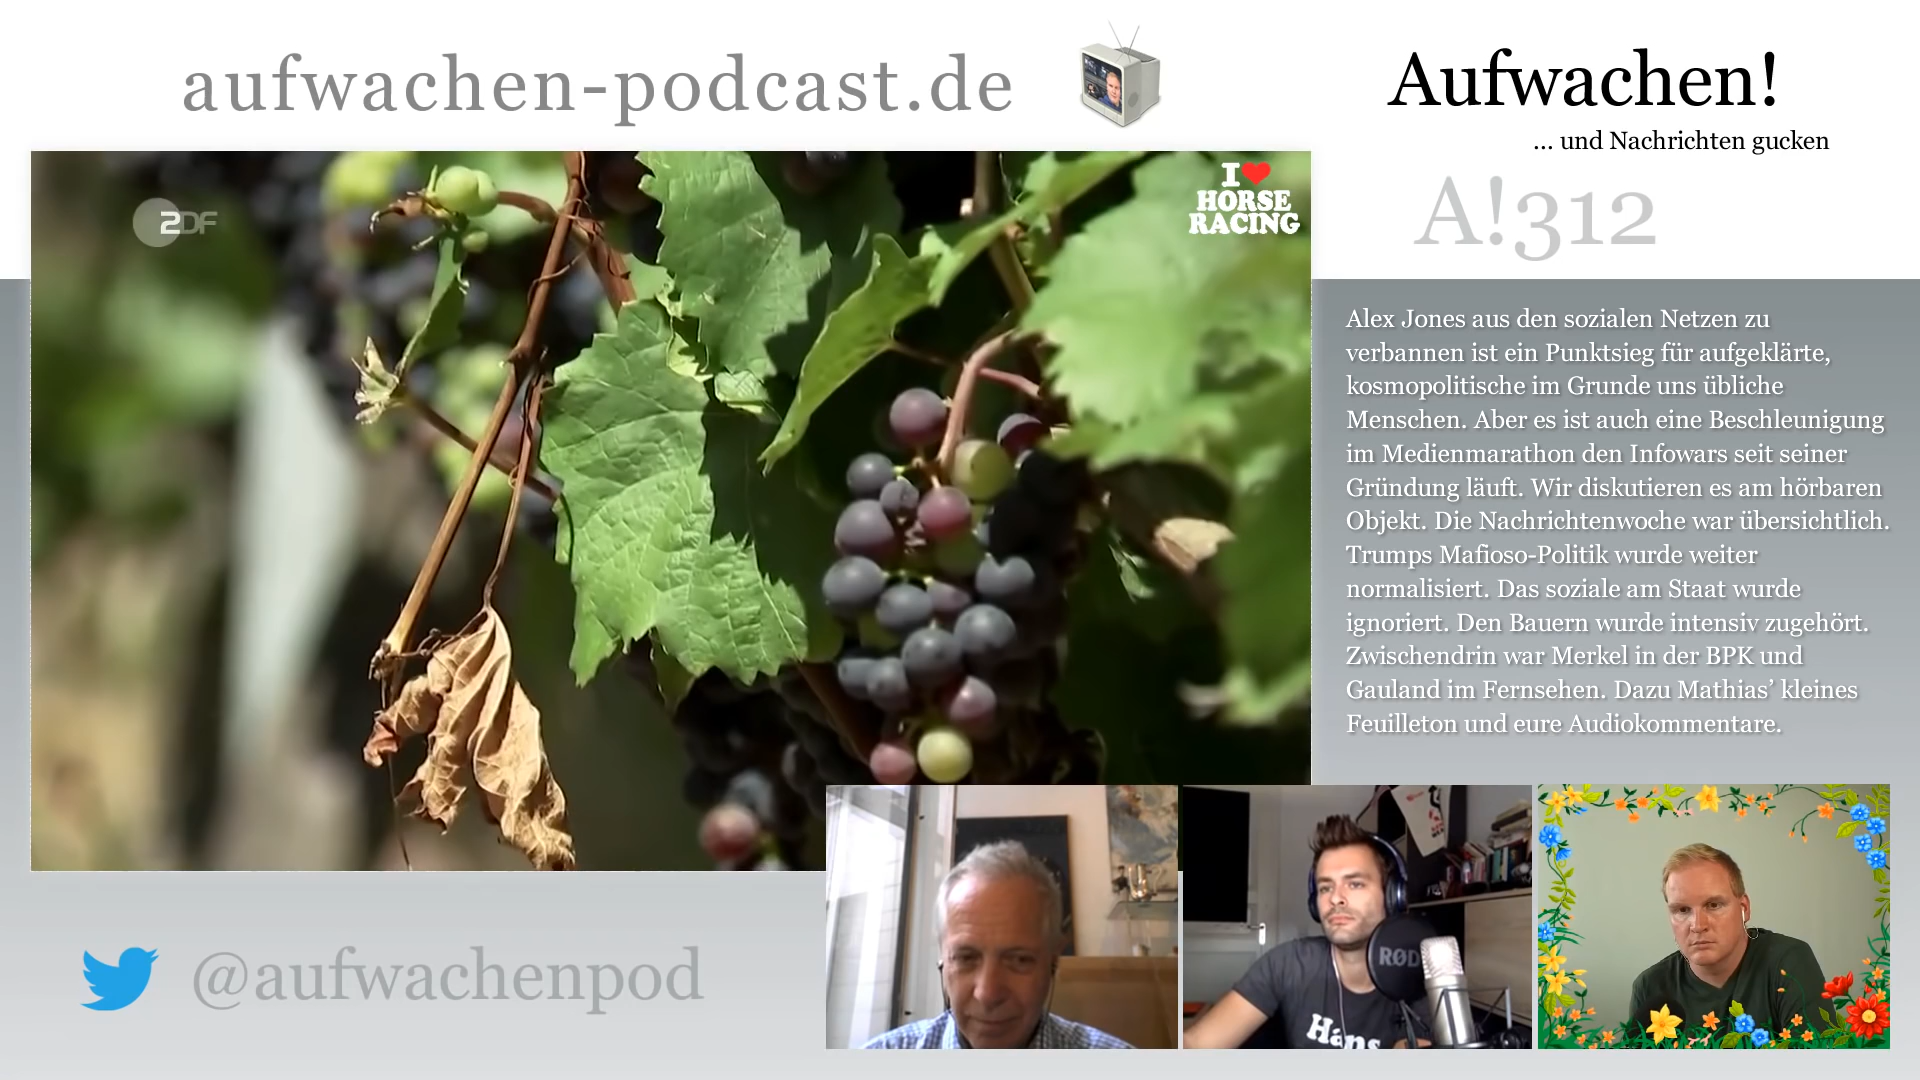 aufwachen-podcast.de
Aufwachen!
... und Nachrichten gucken
A!312
2DF
I
HORSE
RACING
Alex Jones aus den sozialen Netzen zu
verbannen ist ein Punktsieg für aufgeklärte,
kosmopolitische im Grunde uns übliche
Menschen. Aber es ist auch eine Beschleunigung
im Medienmarathon den Infowars seit seiner
Gründung läuft. Wir diskutieren es am hörbaren
Objekt. Die Nachrichtenwoche war übersichtlich.
Trumps Mafioso-Politik wurde weiter
normalisiert. Das soziale am Staat wurde
ignoriert. Den Bauern wurde intensiv zugehört.
Zwischendrin war Merkel in der BPK und
Gauland im Fernsehen. Dazu Mathias’ kleines
Feuilleton und eure Audiokommentare.
@aufwachenpod
RØD
Hans